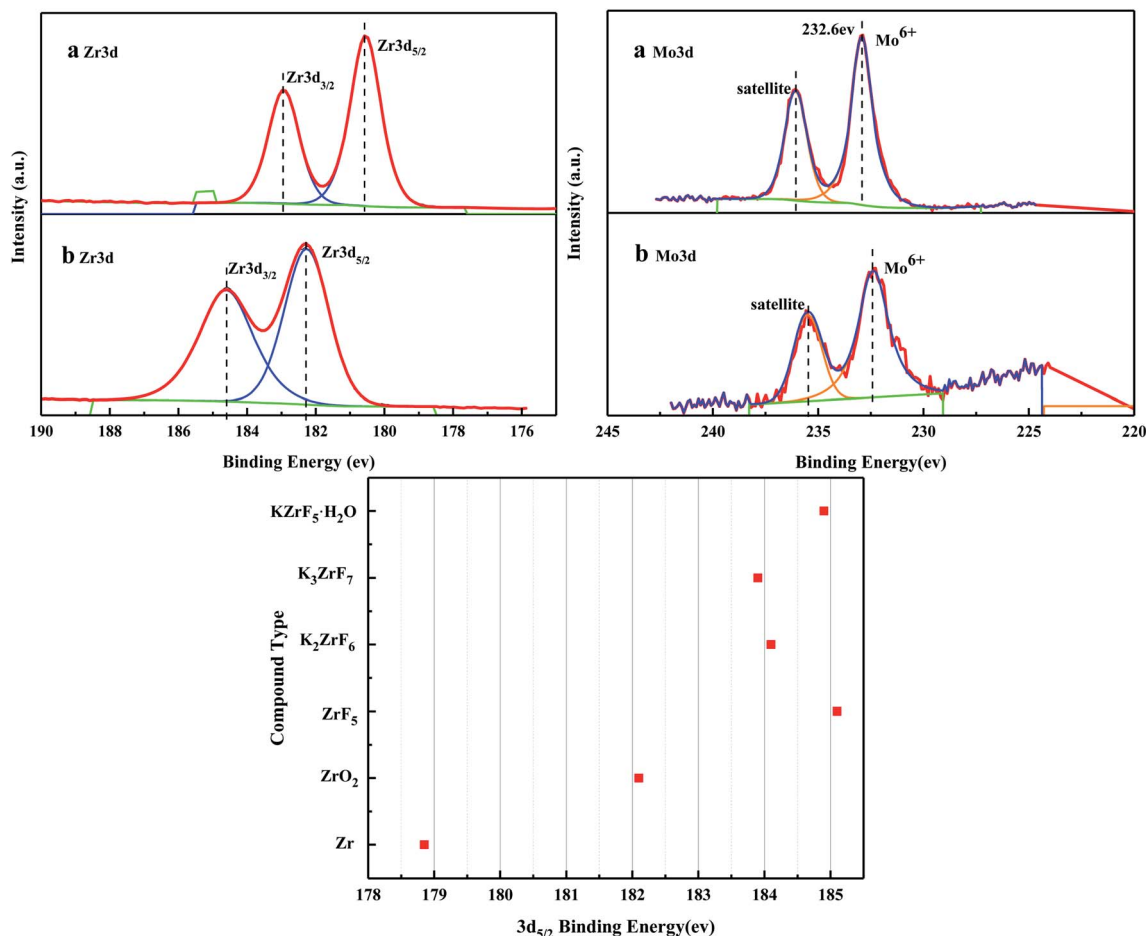 a Zr3d
Zr3d3/2
Zr3d5/2
b Zr3d
Zr3d3/2
Zr3d5/2
Intensity (a.u.)
190 188 186 184 182 180 178 176
Binding Energy (ev)
a Mo3d
satellite
232.6ev
Mo6+
b Mo3d
satellite
Mo6+
Intensity (a.u.)
245 240 235 230 225 220
Binding Energy(ev)
Compound Type
KZrF5·H2O
K3ZrF7
K2ZrF6
ZrF5
ZrO2
Zr
178 179 180 181 182 183 184 185
3d5/2 Binding Energy(ev)